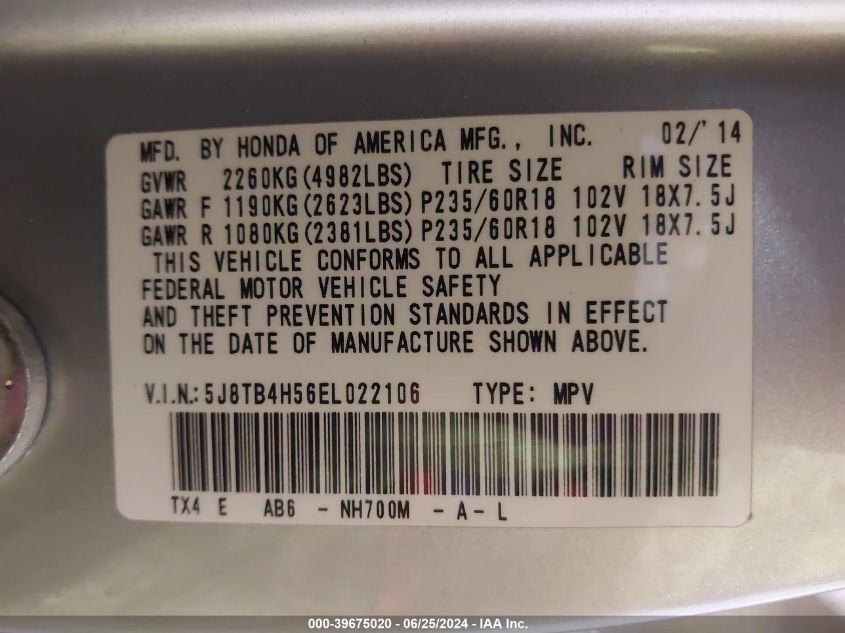 MFD. BY HONDA OF AMERICA MFG., INC. 02/'14
GVWR 2260KG(4982LBS) TIRE SIZE RIM SIZE
GAWR F 1190KG(2623LBS) P235/60R18 102V 18X7.5J
GAWR R 1080KG(2381LBS) P235/60R18 102V 18X7.5J
THIS VEHICLE CONFORMS TO ALL APPLICABLE
FEDERAL MOTOR VEHICLE SAFETY
AND THEFT PREVENTION STANDARDS IN EFFECT
ON THE DATE OF MANUFACTURE SHOWN ABOVE.
V.I.N.: 5J8TB4H56EL022106 TYPE: MPV
TX4 E AB6 - NH700M - A - L
000-39675020 - 06/25/2024 - IAA Inc.